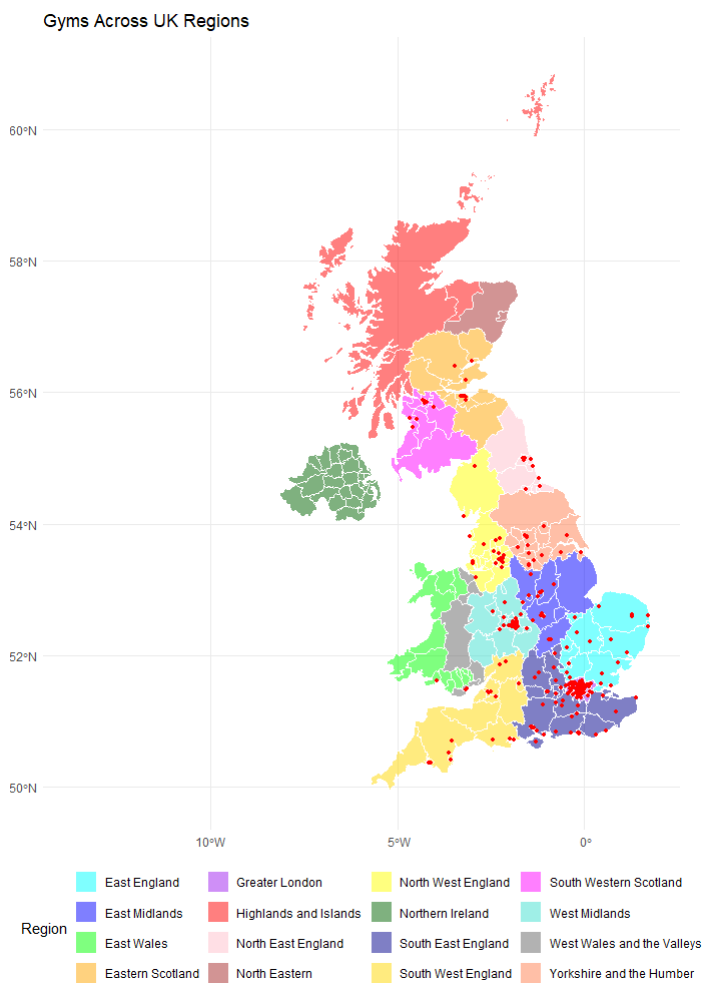 Gyms Across UK Regions
60°N
58°N
56°N
54°N
52°N
50°N
10°W 5°W 0°
Region
East England Greater London North West England South Western Scotland
East Midlands Highlands and Islands Northern Ireland West Midlands
East Wales North East England South East England West Wales and the Valleys
Eastern Scotland North Eastern South West England Yorkshire and the Humber